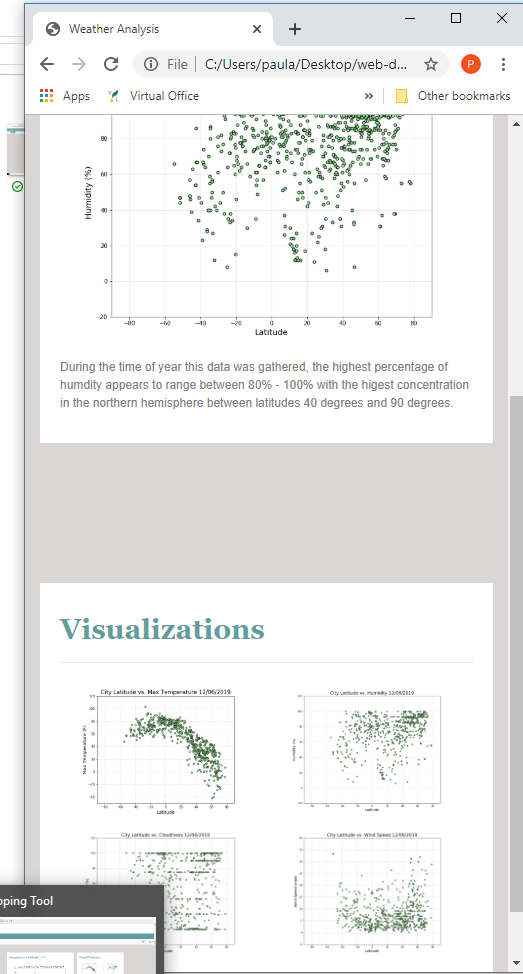 Weather Analysis
File | C:/Users/paula/Desktop/web-d...
P
Apps
Virtual Office
»
Other bookmarks
80
60
40
20
0
−20
Humidity (%)
−80 −60 −40 −20 0 20 40 60 80
Latitude
During the time of year this data was gathered, the highest percentage of
humdity appears to range between 80% - 100% with the higest concentration
in the northern hemisphere between latitudes 40 degrees and 90 degrees.
Visualizations
City Latitude vs. Max Temperature 12/06/2019
Max Temperature (F)
Latitude
City Latitude vs. Humidity 12/06/2019
Humidity (%)
Latitude
City Latitude vs. Cloudiness 12/06/2019
City Latitude vs. Wind Speed 12/06/2019
pping Tool